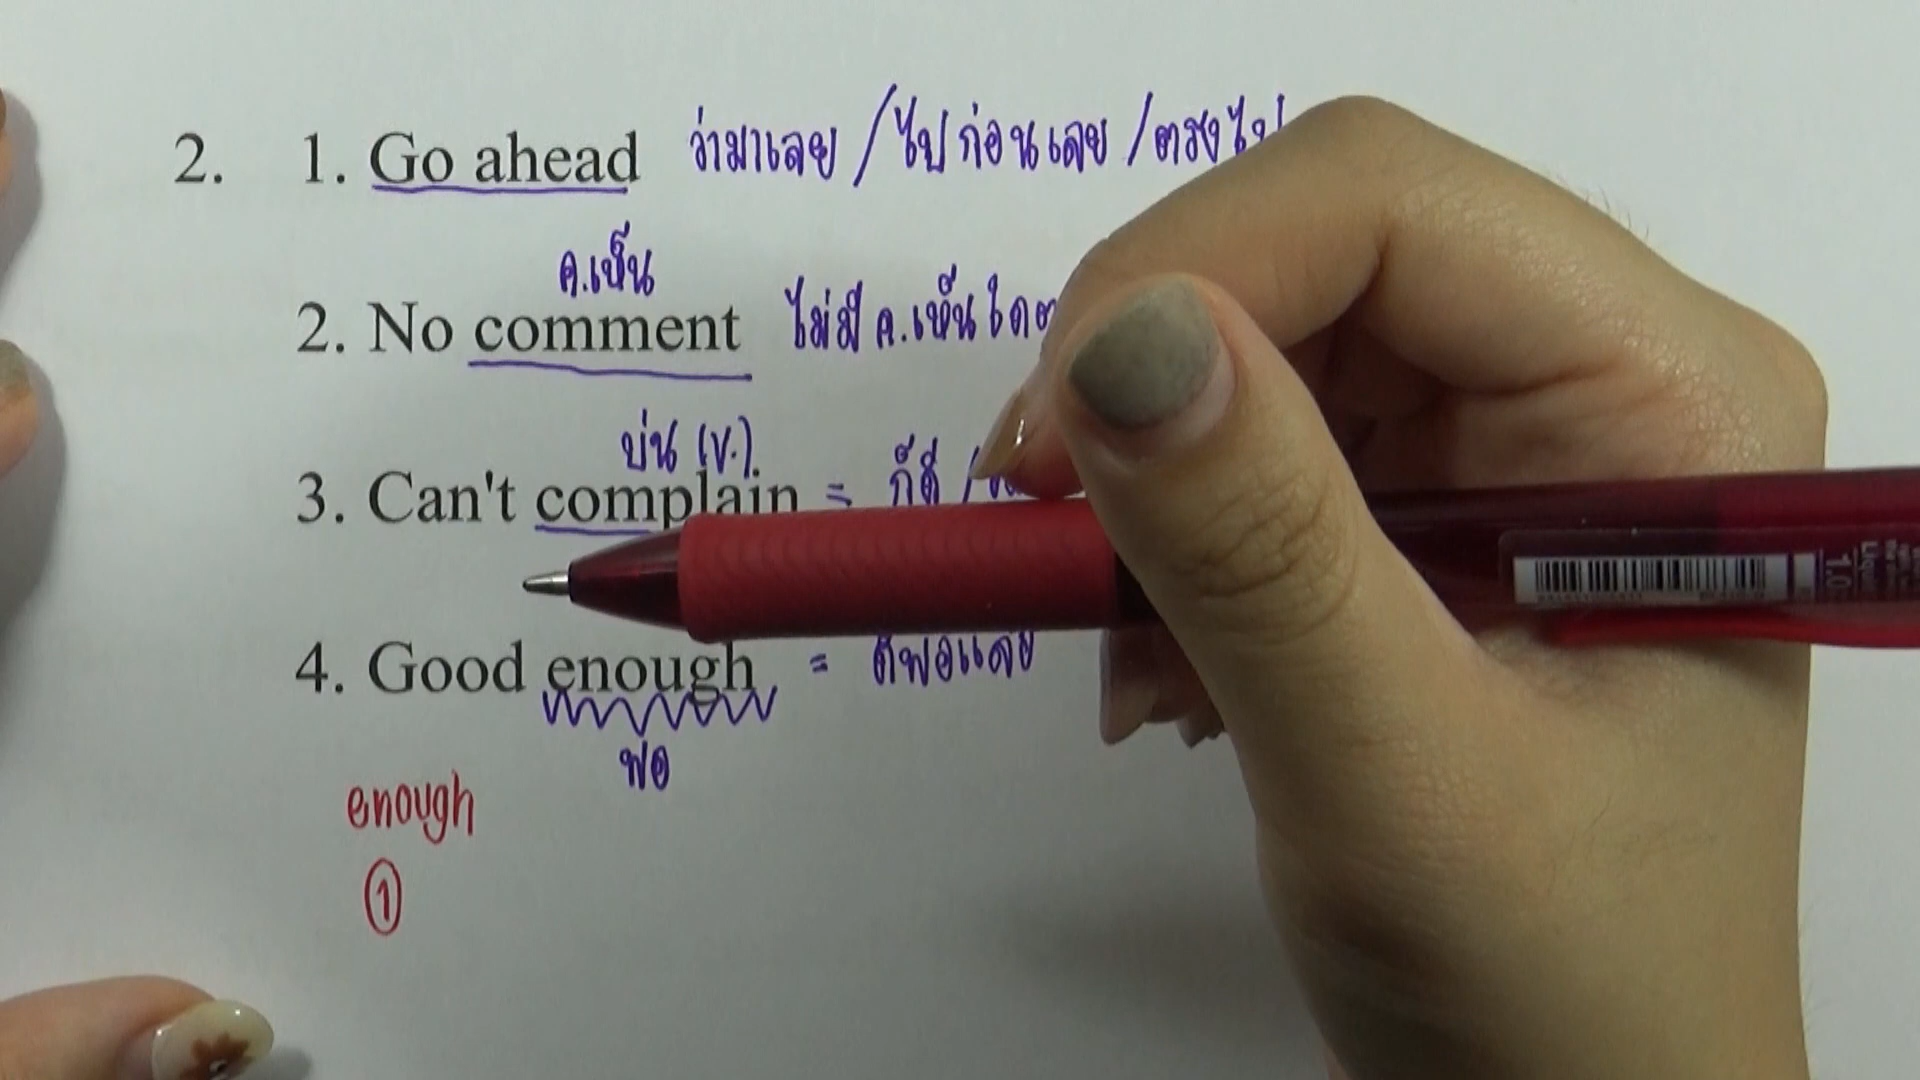 2. 1. Go ahead ว่ามาเลย / ไปก่อนเลย / ตรงไป
ค.เห็น
2. No comment ไม่มี ค.เห็นใด
บ่น (v.)
3. Can't complain = ก็ดี /
4. Good enough = ดีพอแล้ว
พอ
enough
①